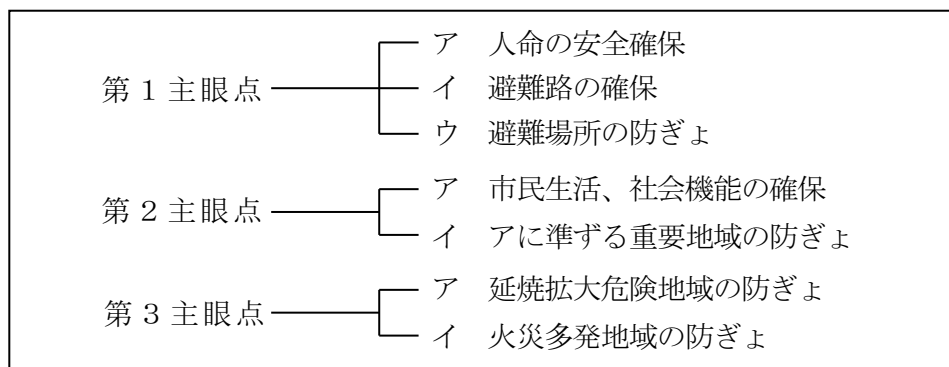 ア 人命の安全確保
第1主眼点 イ 避難路の確保
ウ 避難場所の防ぎょ
ア 市民生活、社会機能の確保
第2主眼点
イ アに準ずる重要地域の防ぎょ
ア 延焼拡大危険地域の防ぎょ
第3主眼点
イ 火災多発地域の防ぎょ